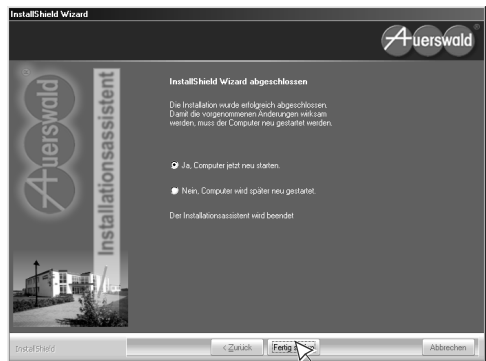 InstallShield Wizard
Auerswald
Auerswald
Installationsassistent
InstallShield Wizard abgeschlossen
Die Installation wurde erfolgreich abgeschlossen.
Damit die vorgenommenen Änderungen wirksam
werden, muss der Computer neu gestartet werden.
Ja, Computer jetzt neu starten.
Nein, Computer wird später neu gestartet.
Der Installationsassistent wird beendet
InstallShield
< Zurück
Fertig
Abbrechen